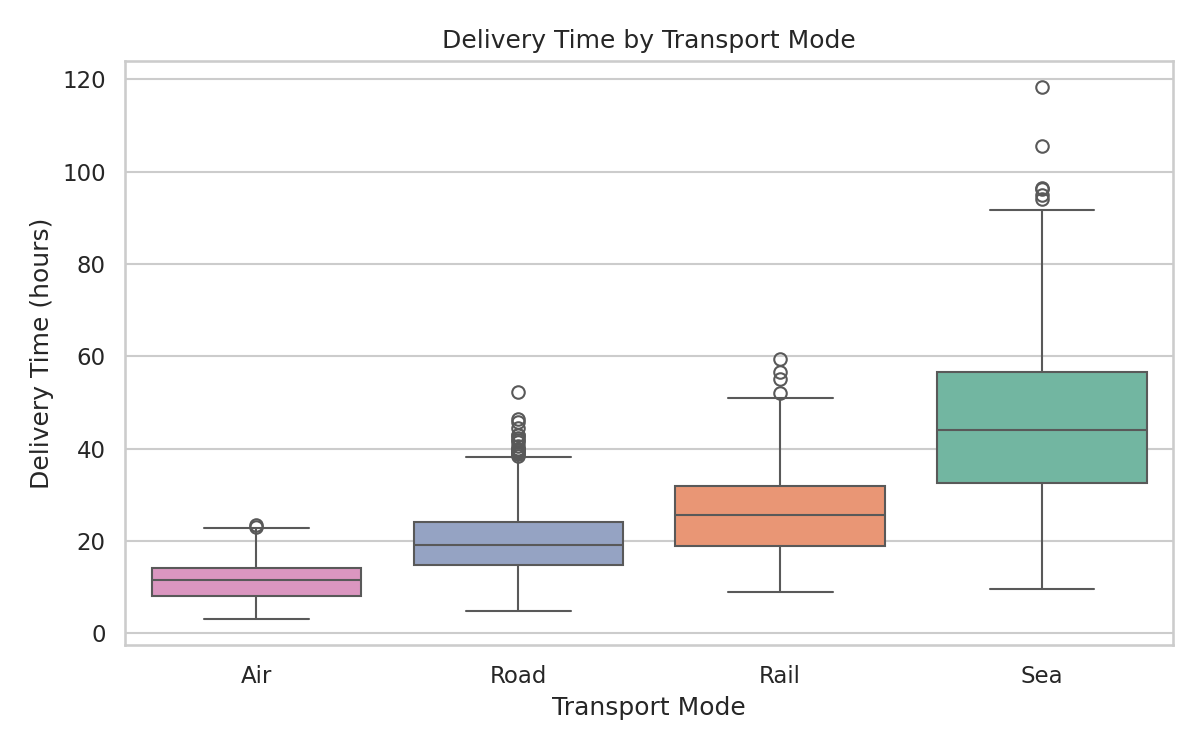 Delivery Time by Transport Mode
Delivery Time (hours)
120
100
80
60
40
20
0
Air Road Rail Sea
Transport Mode